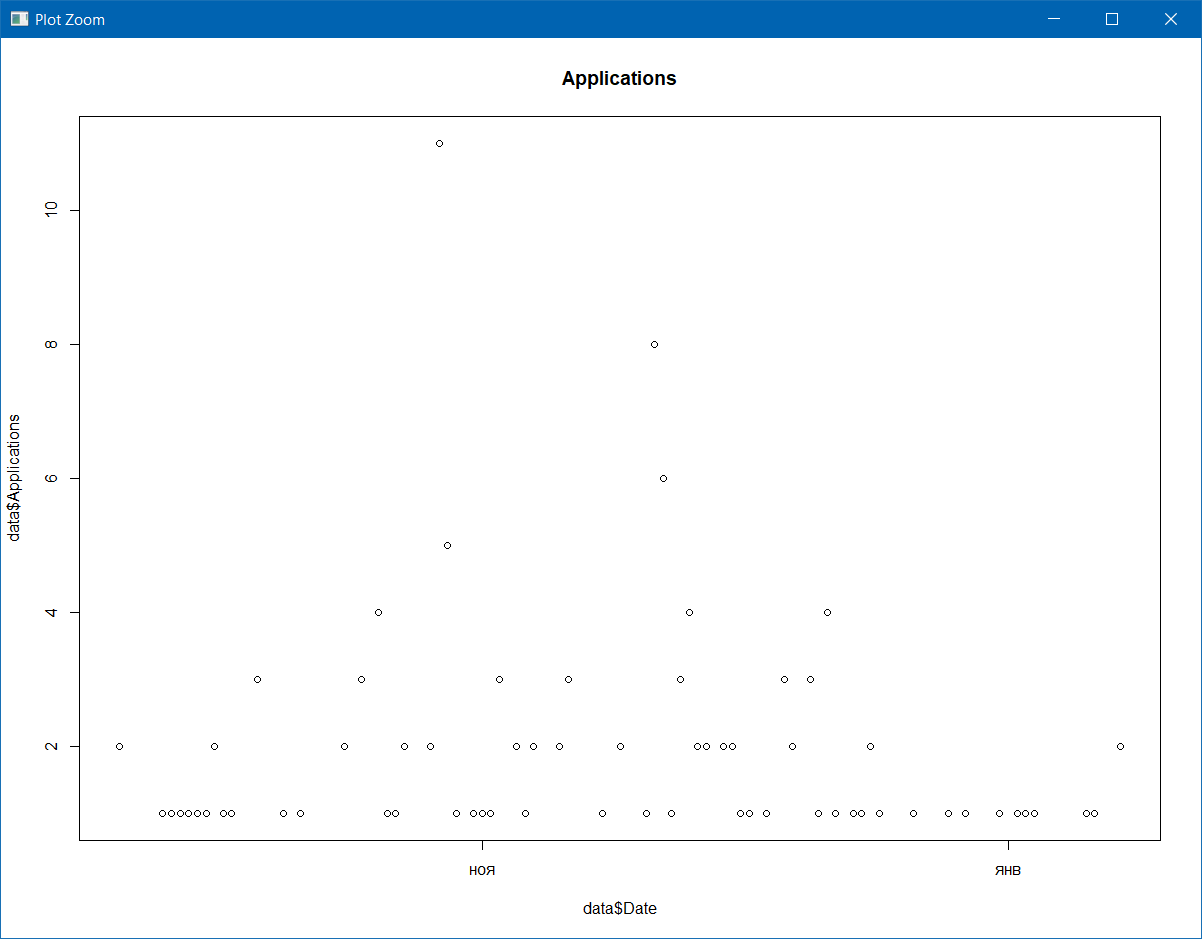 Plot Zoom
Applications
10
8
6
4
2
data$Applications
ноя
янв
data$Date